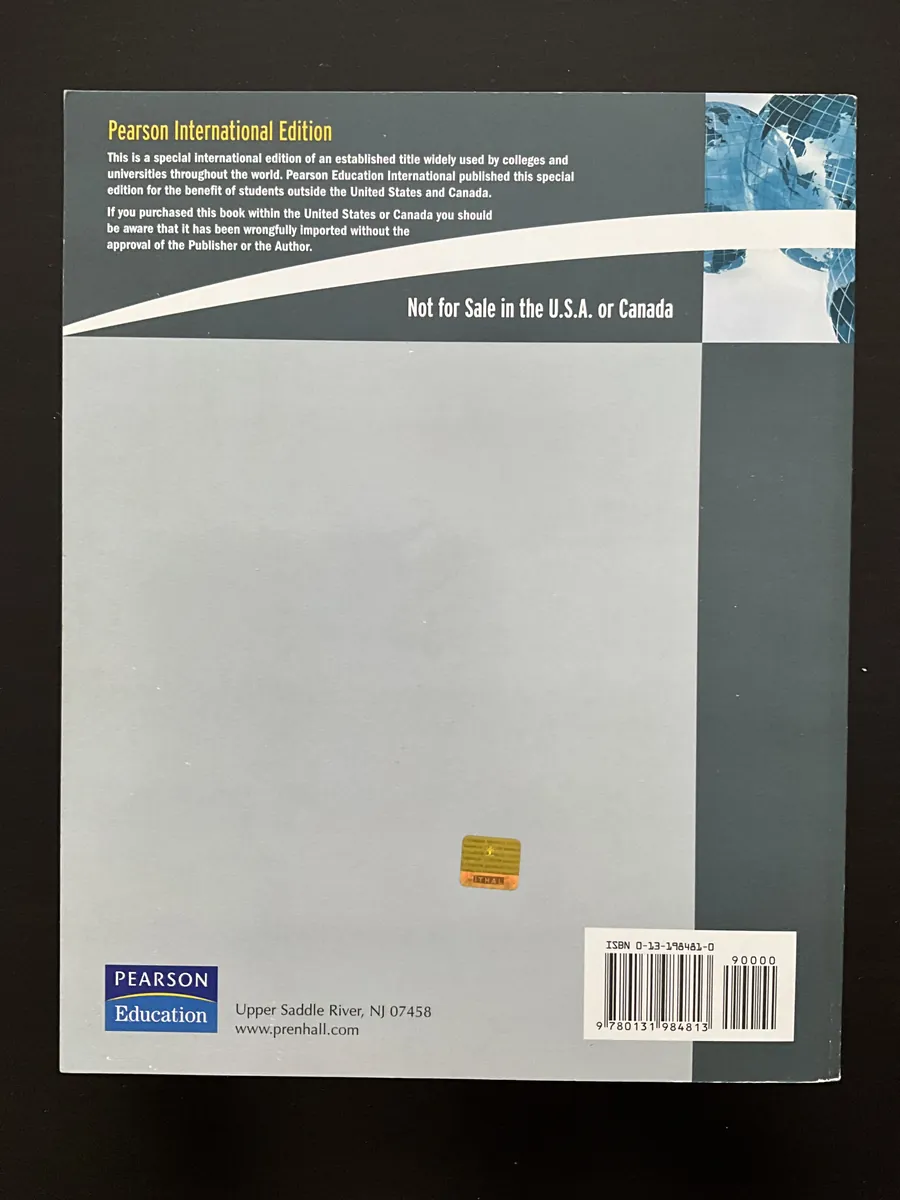 Pearson International Edition
This is a special international edition of an established title widely used by colleges and
universities throughout the world. Pearson Education International published this special
edition for the benefit of students outside the United States and Canada.
If you purchased this book within the United States or Canada you should
be aware that it has been wrongfully imported without the
approval of the Publisher or the Author.
Not for Sale in the U.S.A. or Canada
ISBN 0-13-198481-0
90000
9 780131 984813
PEARSON
Education
Upper Saddle River, NJ 07458
www.prenhall.com